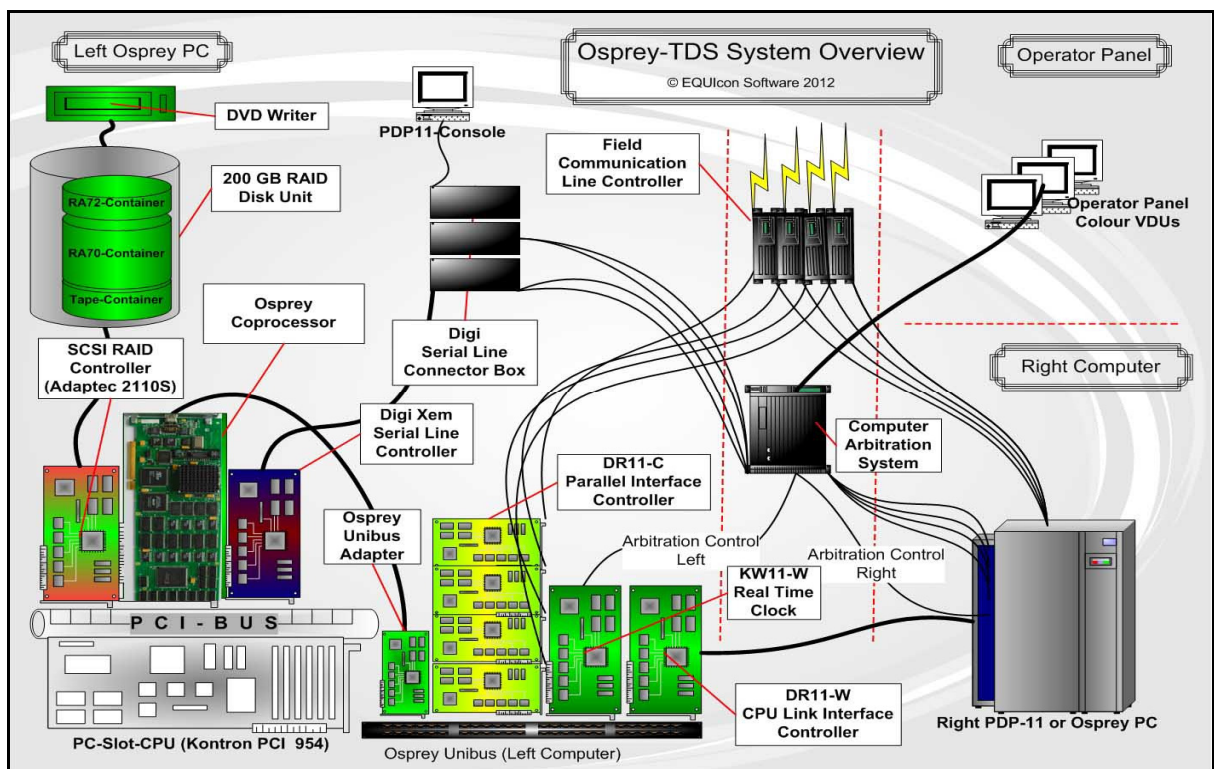 Left Osprey PC
Osprey-TDS System Overview
© EQUIcon Software 2012
Operator Panel
DVD Writer
PDP11-Console
Field
Communication
Line Controller
200 GB RAID
Disk Unit
RA72-Container
RA70-Container
Tape-Container
Operator Panel
Colour VDUs
Osprey
Coprocessor
SCSI RAID
Controller
(Adaptec 2110S)
Digi
Serial Line
Connector Box
Right Computer
Digi Xem
Serial Line
Controller
Computer
Arbitration
System
DR11-C
Parallel Interface
Controller
Osprey
Unibus
Adapter
Arbitration Control
Left
Arbitration Control
Right
KW11-W
Real Time
Clock
PCI-BUS
DR11-W
CPU Link Interface
Controller
Right PDP-11 or Osprey PC
PC-Slot-CPU (Kontron PCI 954)
Osprey Unibus (Left Computer)